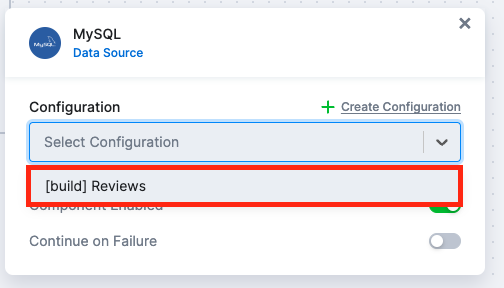 MySQL
MySQL
Data Source
Configuration
Create Configuration
Select Configuration
[build] Reviews
Component Enabled
Continue on Failure